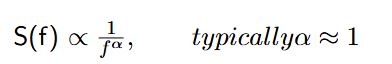 S(f) ∝ 1/f^α, typicallyα ≈ 1